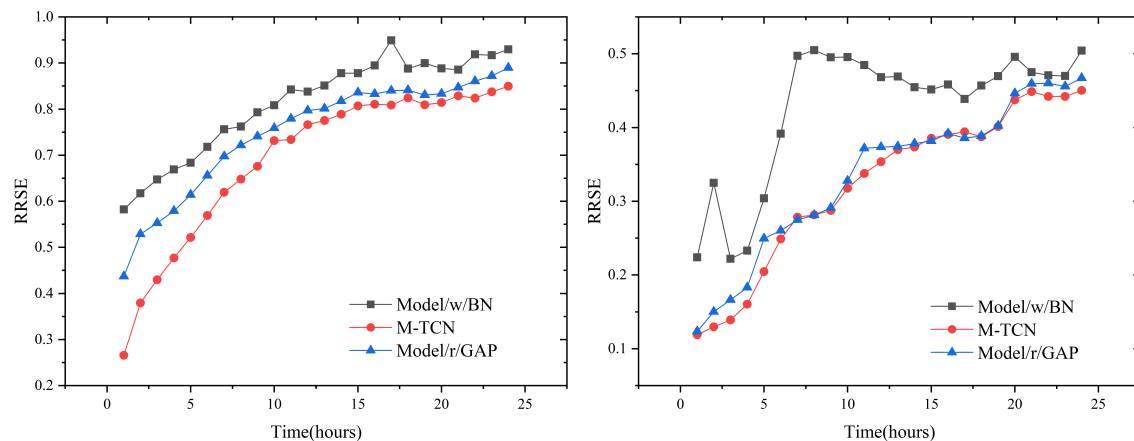 1.0
0.9
0.8
0.7
0.6
0.5
0.4
0.3
0.2
RRSE
0 5 10 15 20 25
Time(hours)
Model/w/BN
M-TCN
Model/r/GAP
0.5
0.4
0.3
0.2
0.1
RRSE
0 5 10 15 20 25
Time(hours)
Model/w/BN
M-TCN
Model/r/GAP